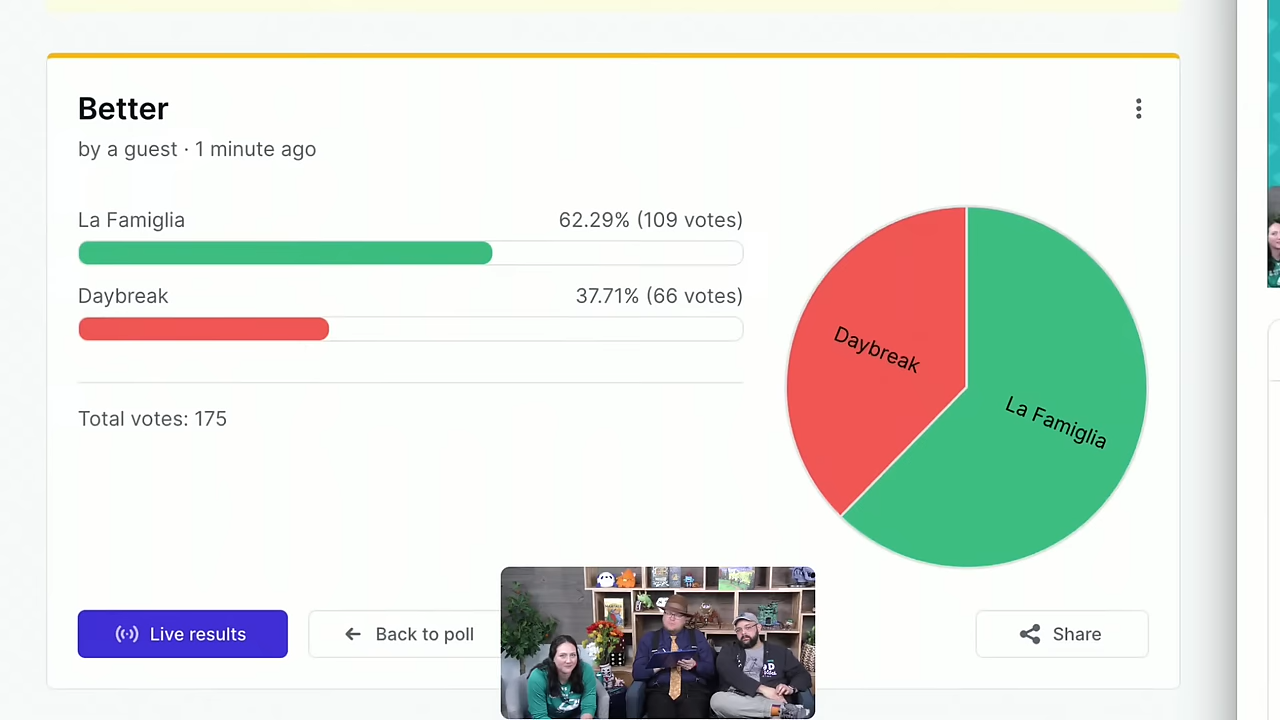 Better
by a guest · 1 minute ago
La Famiglia
62.29% (109 votes)
Daybreak
37.71% (66 votes)
Total votes: 175
Daybreak
La Famiglia
Live results
Back to poll
Share